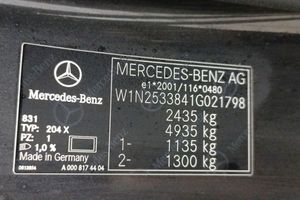 MERCEDES-BENZ AG
e1*2001/116*0480
W1N2533841G021798
2435 kg
4935 kg
1- 1135 kg
2- 1300 kg
Mercedes-Benz
831
TYP: 204 X
PZ: 1
1,0 %
Made in Germany
A 000 817 44 04